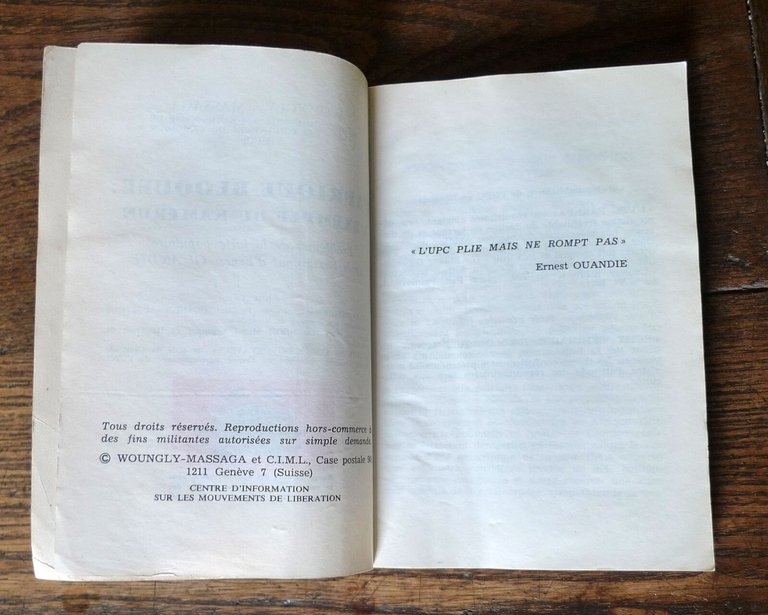 Tous droits réservés. Reproductions hors-commerce à
des fins militantes autorisées sur simple demande.
© WOUNGLY-MASSAGA et C.I.M.L., Case postale
1211 Genève 7 (Suisse)
CENTRE D'INFORMATION
SUR LES MOUVEMENTS DE LIBERATION
« L'UPC PLIE MAIS NE ROMPT PAS »
Ernest OUANDIE